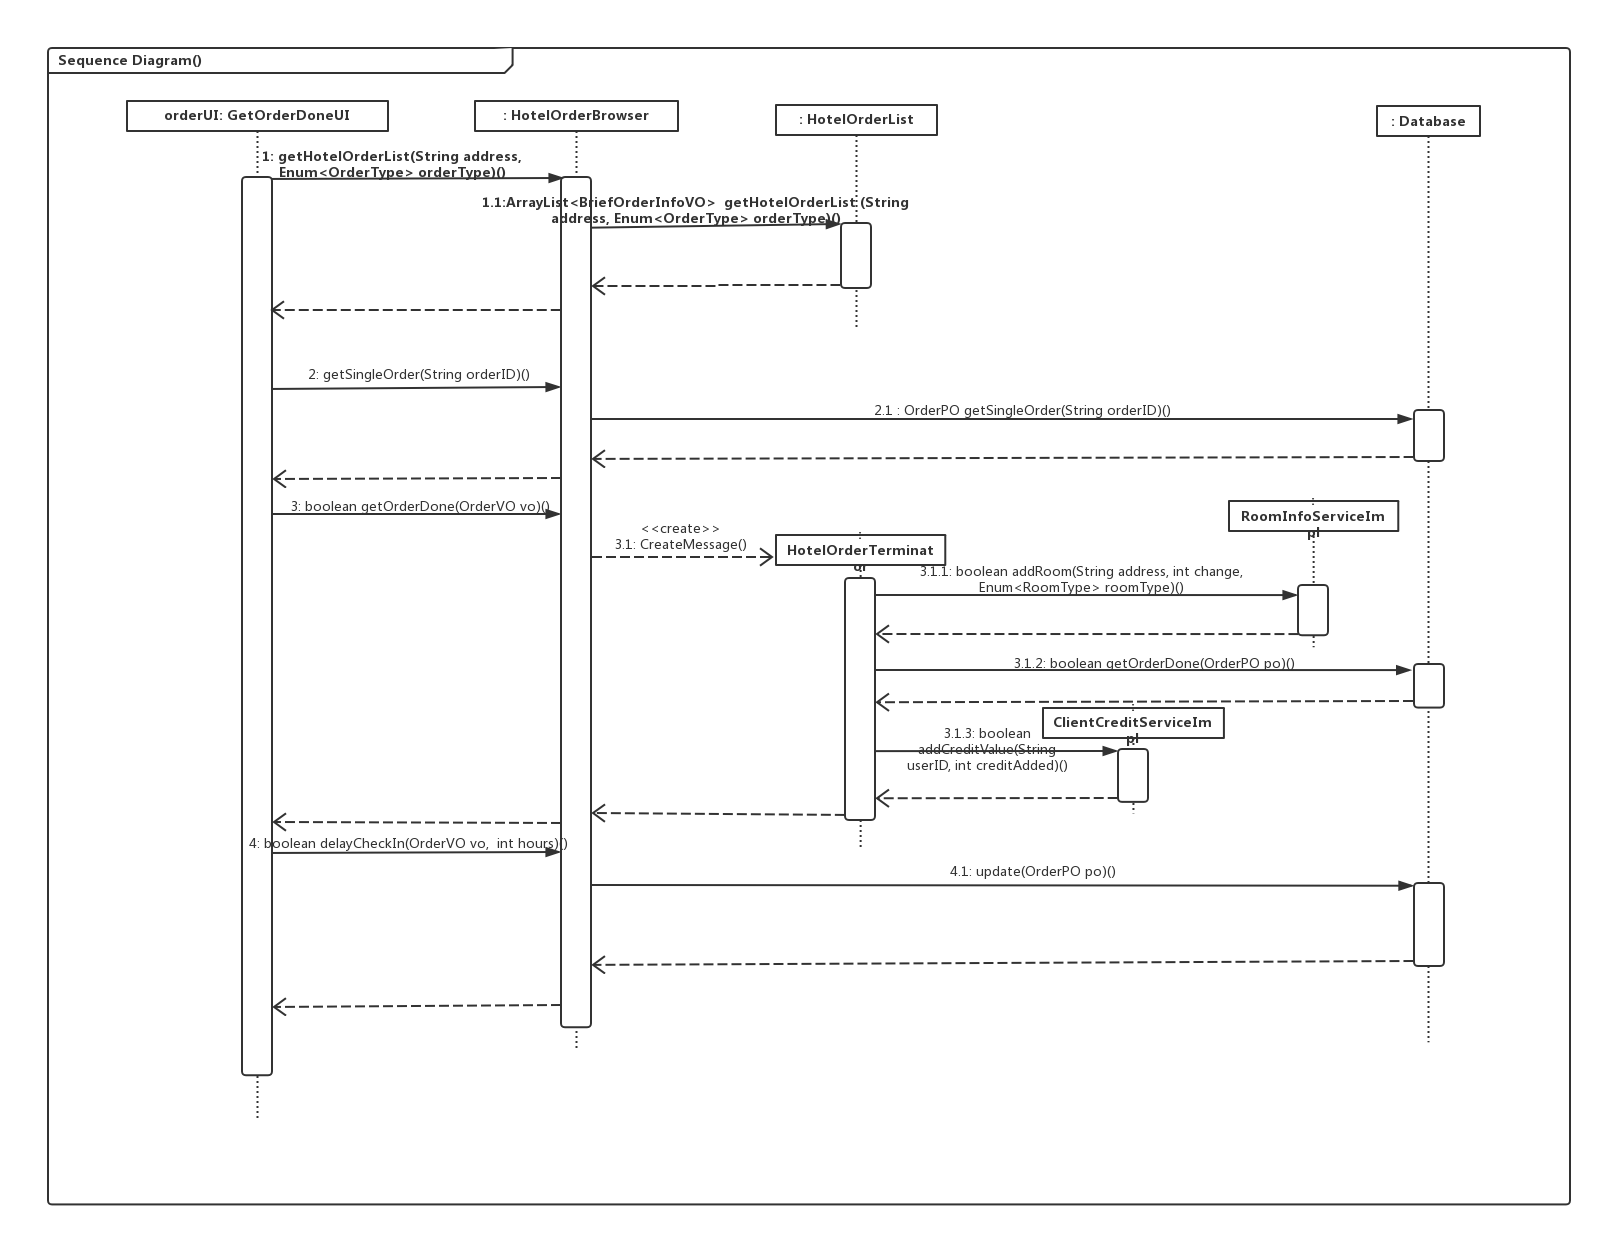 Sequence Diagram()
orderUI: GetOrderDoneUI
: HotelOrderBrowser
: HotelOrderList
: Database
1: getHotelOrderList(String address,
Enum<OrderType> orderType)()
1.1:ArrayList<BriefOrderInfoVO>  getHotelOrderList (String
address, Enum<OrderType> orderType)()
2: getSingleOrder(String orderID)()
2.1 : OrderPO getSingleOrder(String orderID)()
3: boolean getOrderDone(OrderVO vo)()
RoomInfoServiceIm
pl
<<create>>
3.1: CreateMessage()
HotelOrderTerminat
or
3.1.1: boolean addRoom(String address, int change,
Enum<RoomType> roomType)()
3.1.2: boolean getOrderDone(OrderPO po)()
ClientCreditServiceIm
pl
3.1.3: boolean
addCreditValue(String
userID, int creditAdded)()
4: boolean delayCheckIn(OrderVO vo,  int hours)()
4.1: update(OrderPO po)()